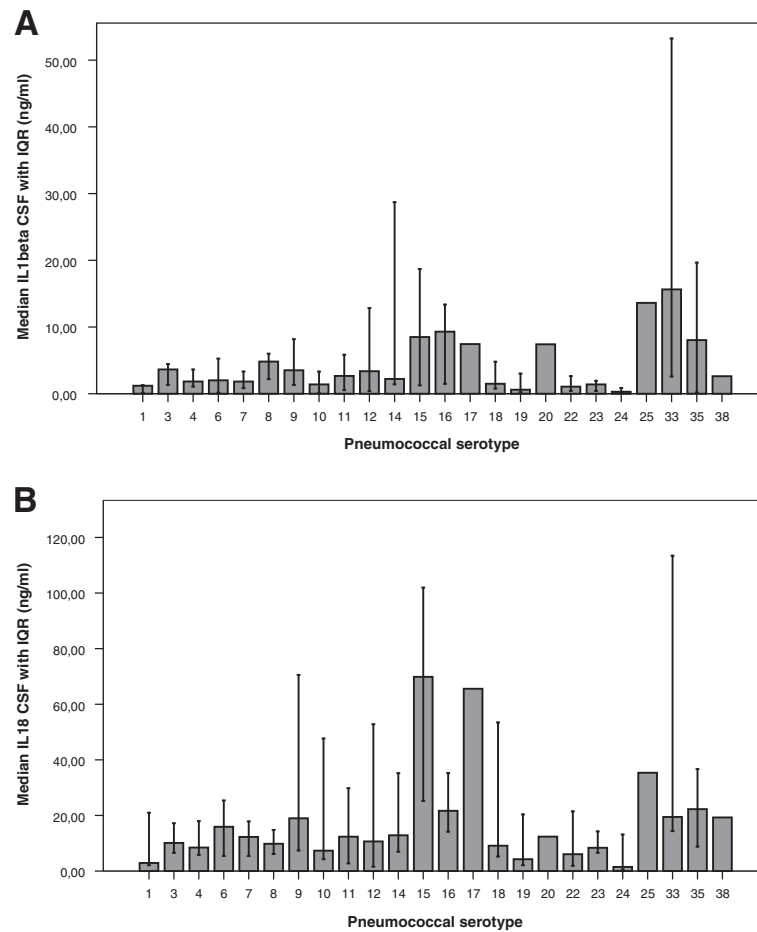 A
Median IL1beta CSF with IQR (ng/ml)
50,00
40,00
30,00
20,00
10,00
0,00
1 3 4 6 7 8 9 10 11 12 14 15 16 17 18 19 20 22 23 24 25 33 35 38
Pneumococcal serotype
B
Median IL18 CSF with IQR (ng/ml)
120,00
100,00
80,00
60,00
40,00
20,00
0,00
1 3 4 6 7 8 9 10 11 12 14 15 16 17 18 19 20 22 23 24 25 33 35 38
Pneumococcal serotype